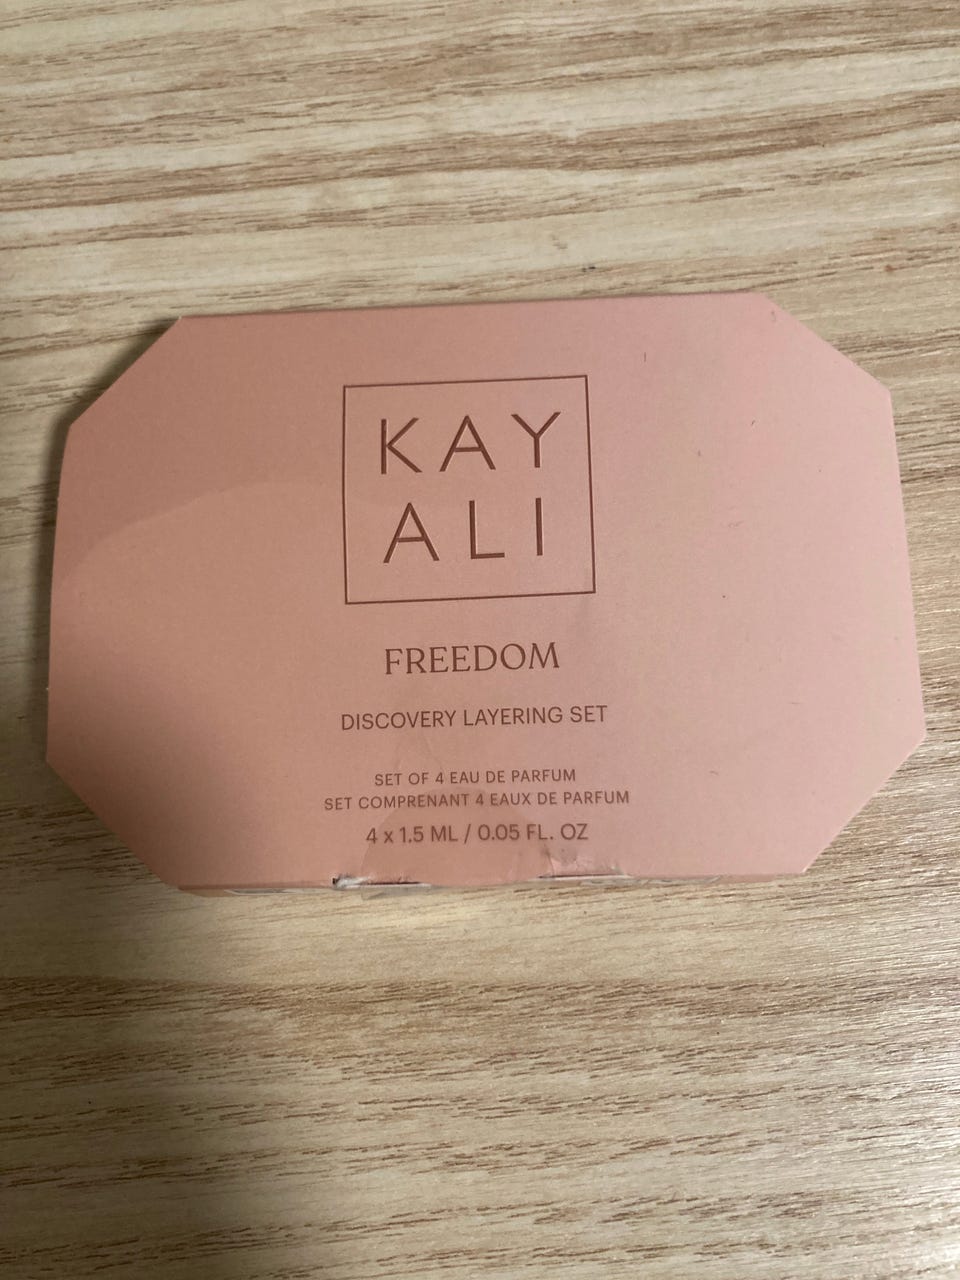 KAY
ALI
FREEDOM
DISCOVERY LAYERING SET
SET OF 4 EAU DE PARFUM
SET COMPRENANT 4 EAUX DE PARFUM
4 x 1.5 ML / 0.05 FL. OZ